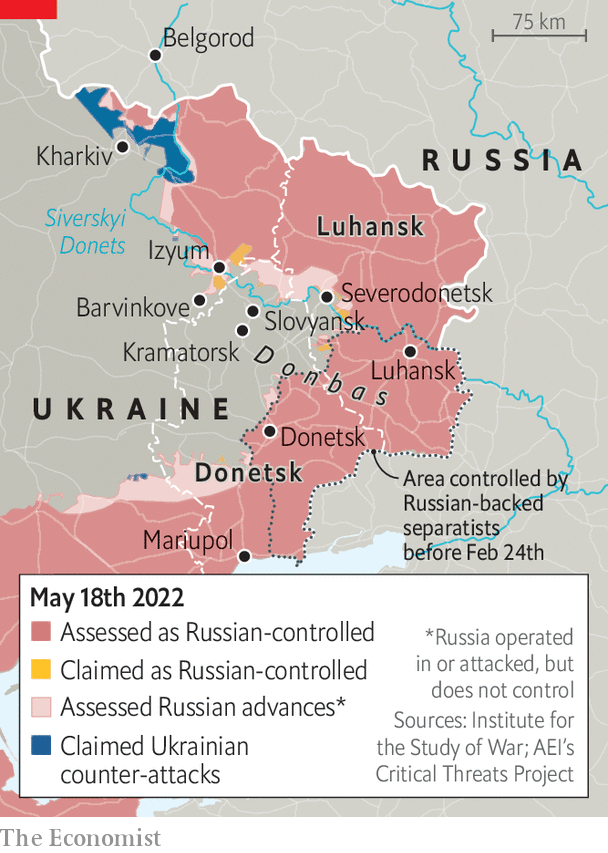 Belgorod
75 km
Kharkiv
RUSSIA
Siverskyi
Donets
Luhansk
Izyum
Severodonetsk
Barvinkove
Slovyansk
Kramatorsk
Donbas
Luhansk
UKRAINE
Donetsk
Donetsk
Area controlled by
Russian-backed
separatists
before Feb 24th
Mariupol
May 18th 2022
Assessed as Russian-controlled
Claimed as Russian-controlled
Assessed Russian advances*
Claimed Ukrainian
counter-attacks
*Russia operated
in or attacked, but
does not control
Sources: Institute for
the Study of War; AEI’s
Critical Threats Project
The Economist